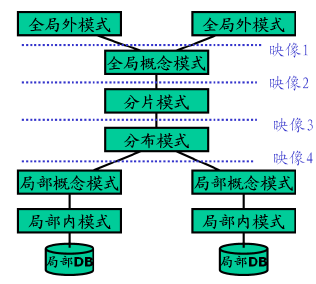 全局外模式 全局外模式
映像1
全局概念模式
映像2
分片模式
映像3
分布模式
映像4
局部概念模式 局部概念模式
局部内模式 局部内模式
局部DB 局部DB